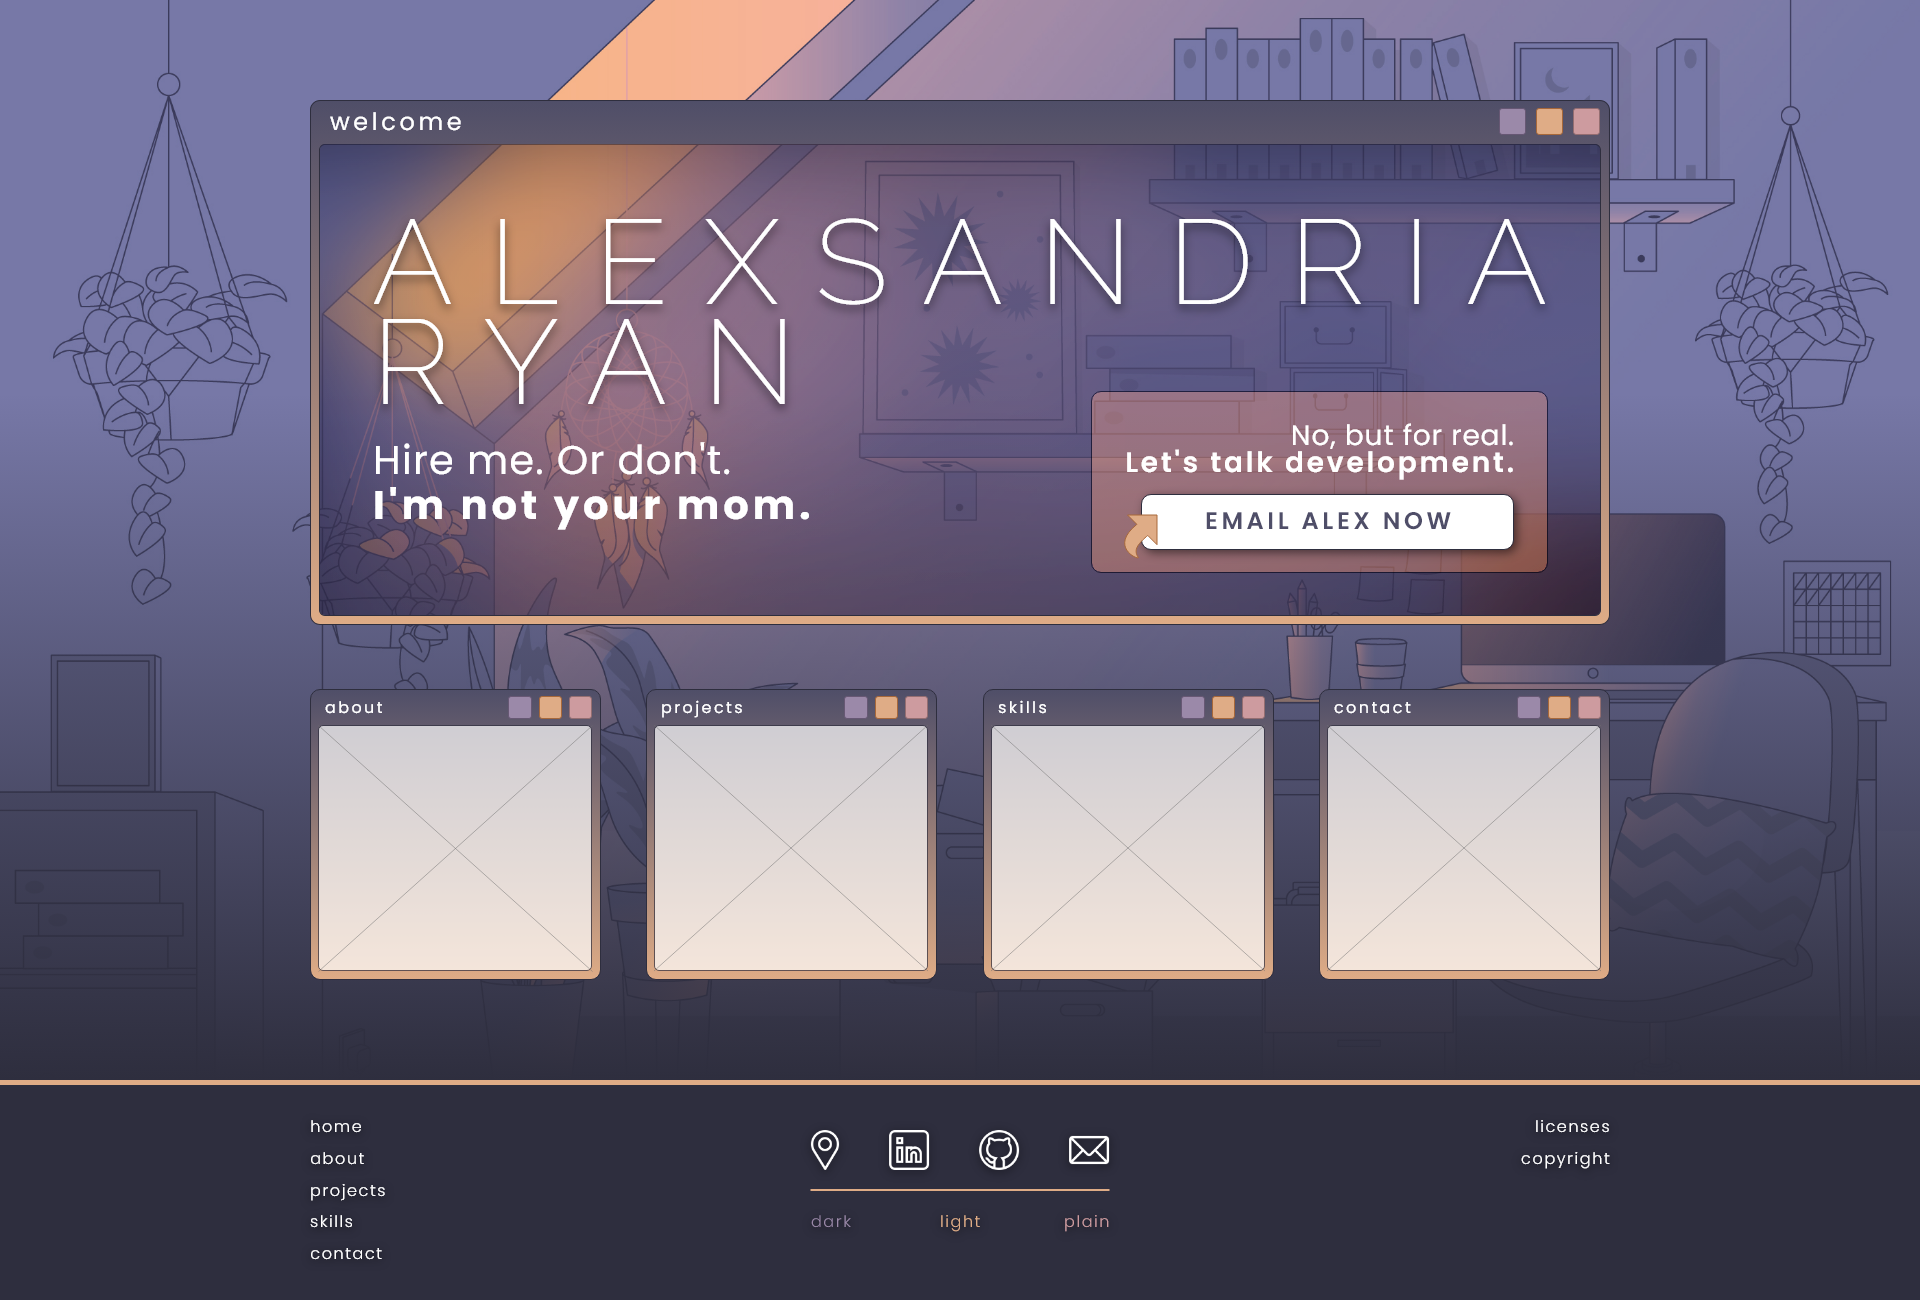 welcome
ALEXSANDRIA
RYAN
Hire me. Or don't.
I'm not your mom.
No, but for real.
Let's talk development.
EMAIL ALEX NOW
about
projects
skills
contact
home
about
projects
skills
contact
in
dark
light
plain
licenses
copyright